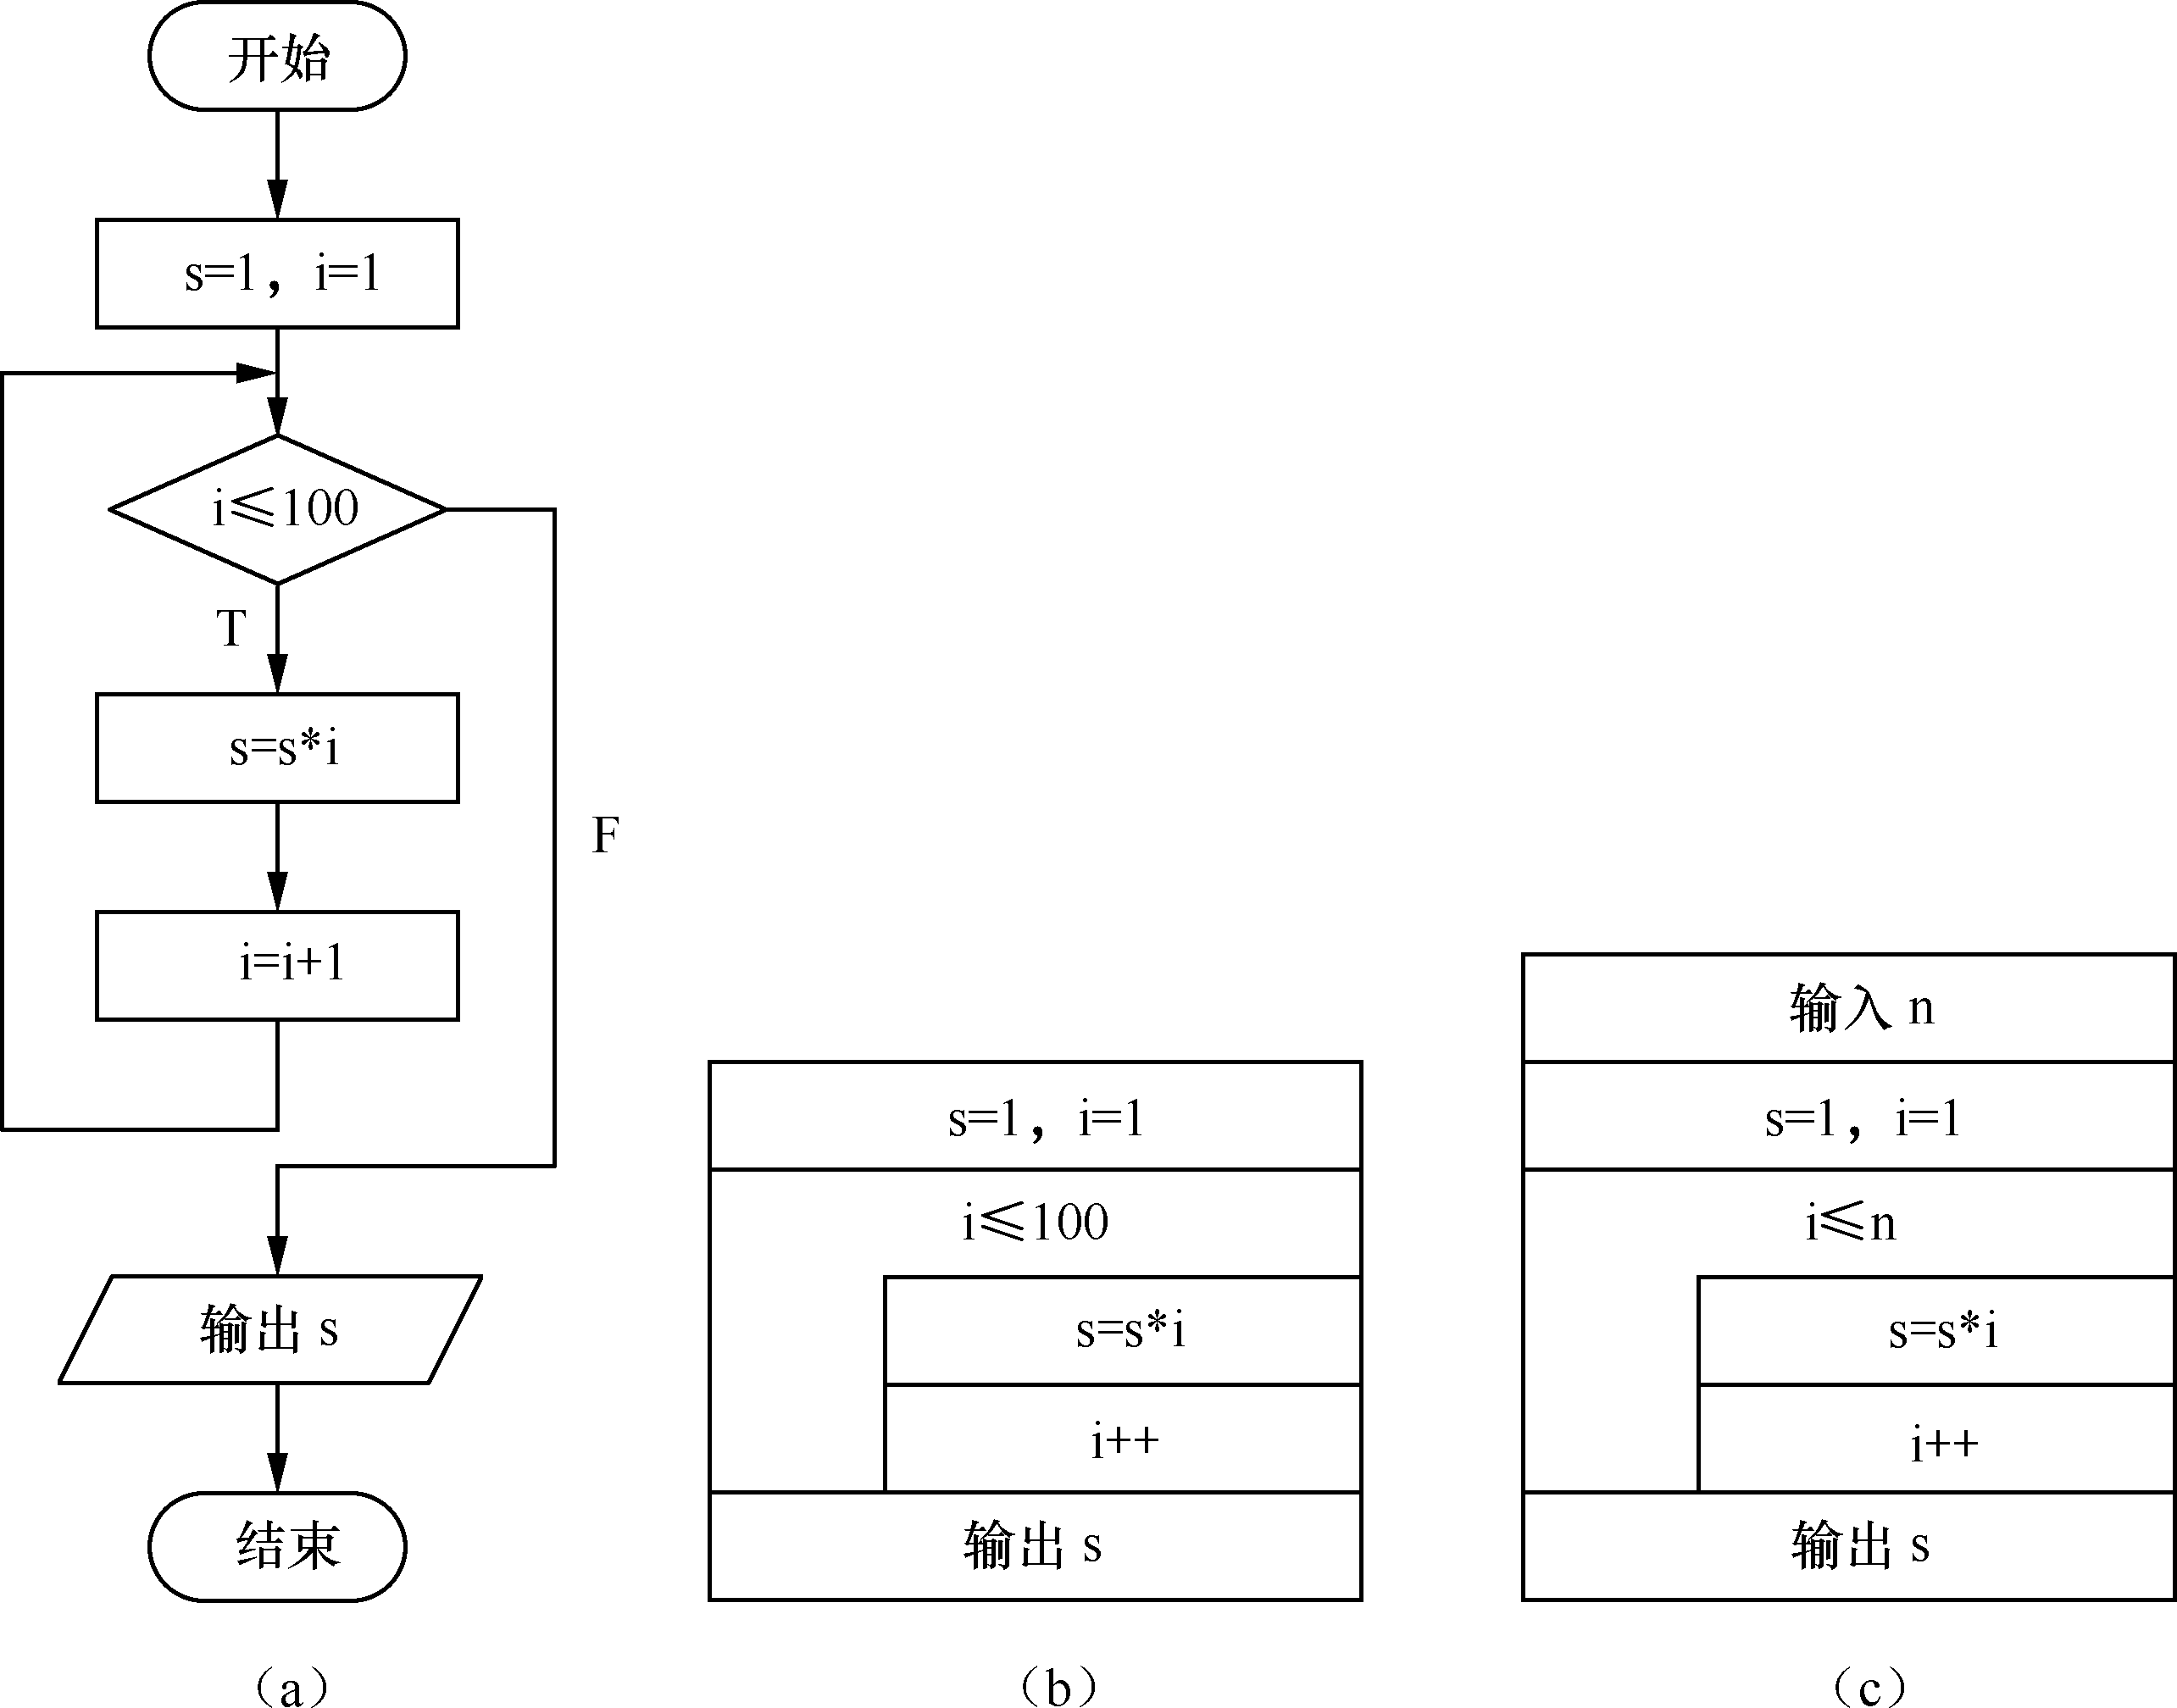 开始
s=1，i=1
i≤100
T
s=s*i
F
i=i+1
输出 s
结束
(a)
s=1，i=1
i≤100
s=s*i
i++
输出 s
(b)
输入 n
s=1，i=1
i≤n
s=s*i
i++
输出 s
(c)